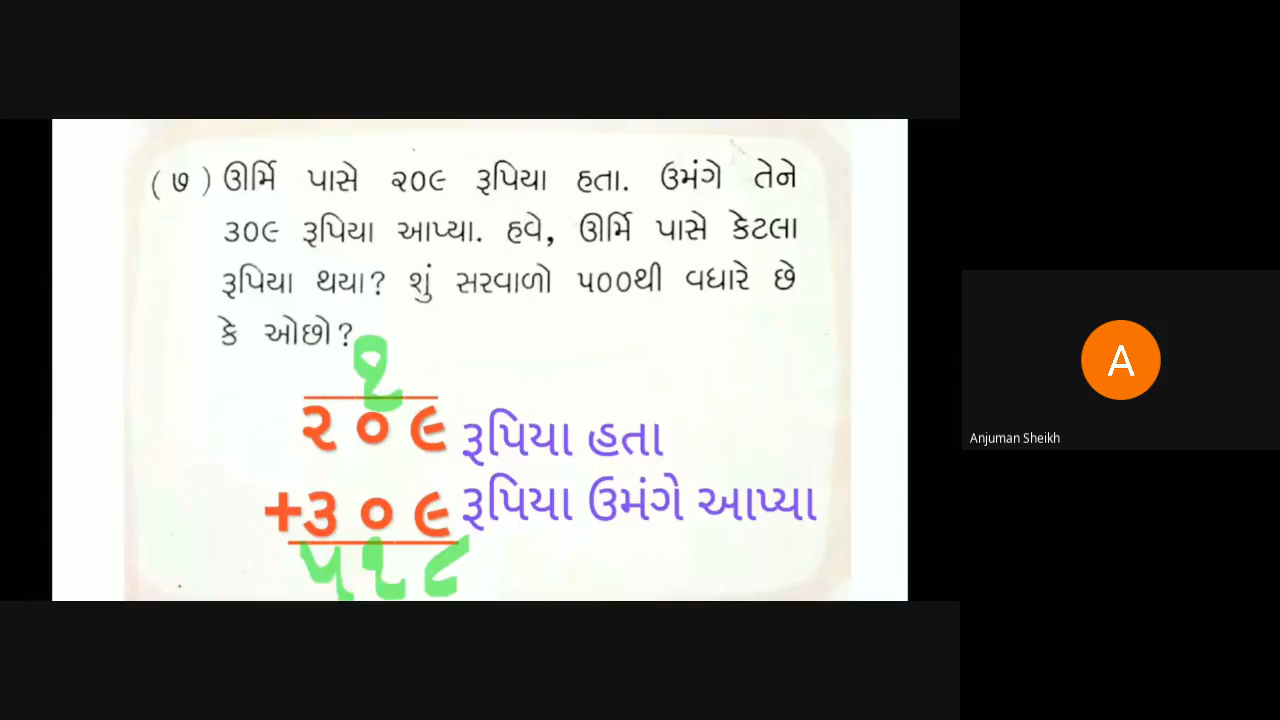 (૭) ઊર્મિ પાસે ૨૦૯ રૂપિયા હતા. ઉમંગે તેને
૩૦૯ રૂપિયા આપ્યા. હવે, ઊર્મિ પાસે કેટલા
રૂપિયા થયા? શું સરવાળો ૫૦૦થી વધારે છે
કે ઓછો?
૧
૨૦૯ રૂપિયા હતા
+૩૦૯ રૂપિયા ઉમંગે આપ્યા
૫૧૮
A
Anjuman Sheikh